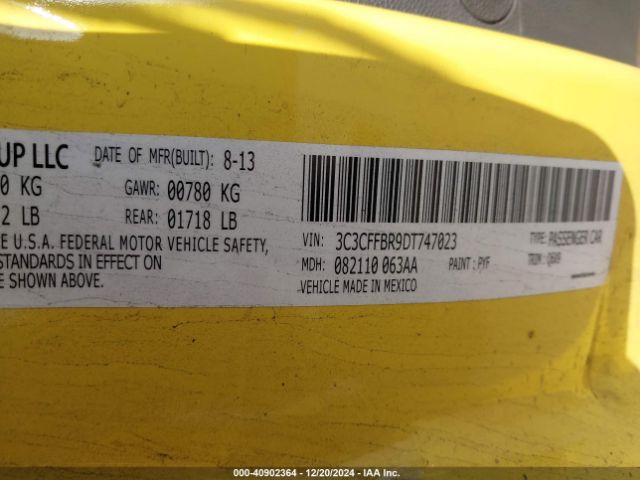 UP LLC DATE OF MFR(BUILT): 8-13
0 KG GAWR: 00780 KG
2 LB REAR: 01718 LB
E U.S.A. FEDERAL MOTOR VEHICLE SAFETY,
STANDARDS IN EFFECT ON
E SHOWN ABOVE.
VIN: 3C3CFFBR9DT747023 TYPE: PASSENGER CAR
MDH: 082110 063AA PAINT: PYF TRIM:
VEHICLE MADE IN MEXICO
000-40902364 - 12/20/2024 - IAA Inc.